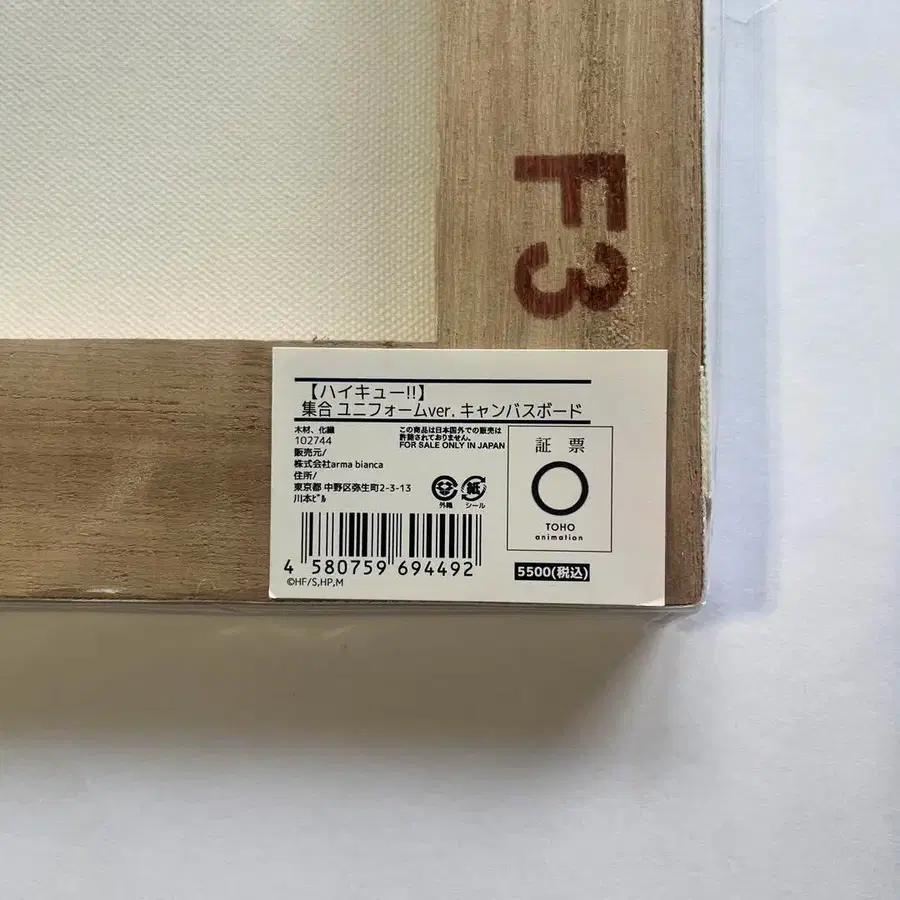 F3
【ハイキュー!!】
集合 ユニフォームver. キャンバスボード
木材、化繊
102744
販売元/
株式会社arma bianca
住所/
東京都 中野区弥生町2-3-13
川本ビル
この商品は日本国外での販売は
許諾されておりません。
FOR SALE ONLY IN JAPAN
紙
外箱
シール
証票
TOHO
animation
4 580759 694492
5500(税込)
©HF/S,HP,M